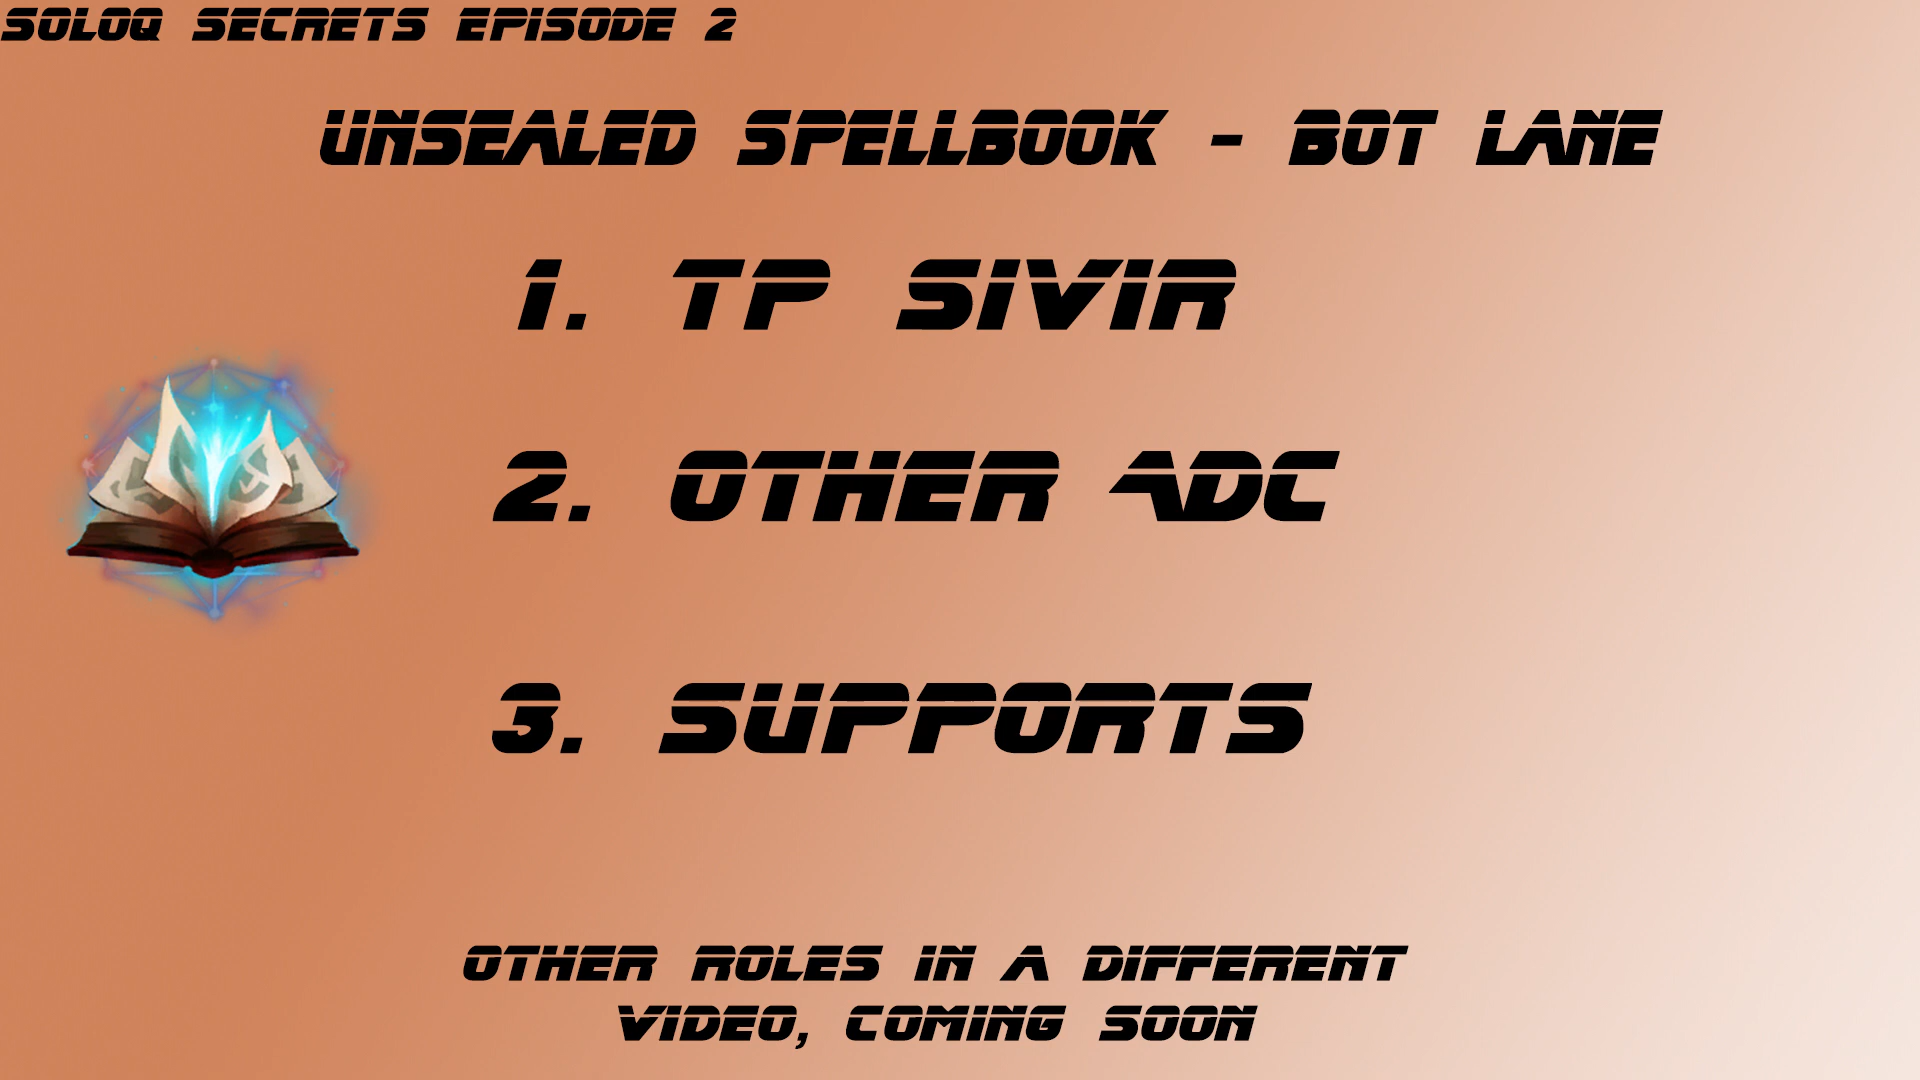 SOLOQ SECRETS EPISODE 2
UNSEALED SPELLBOOK - BOT LANE
1. TP SIVIR
2. OTHER ADC
3. SUPPORTS
OTHER ROLES IN A DIFFERENT
VIDEO, COMING SOON